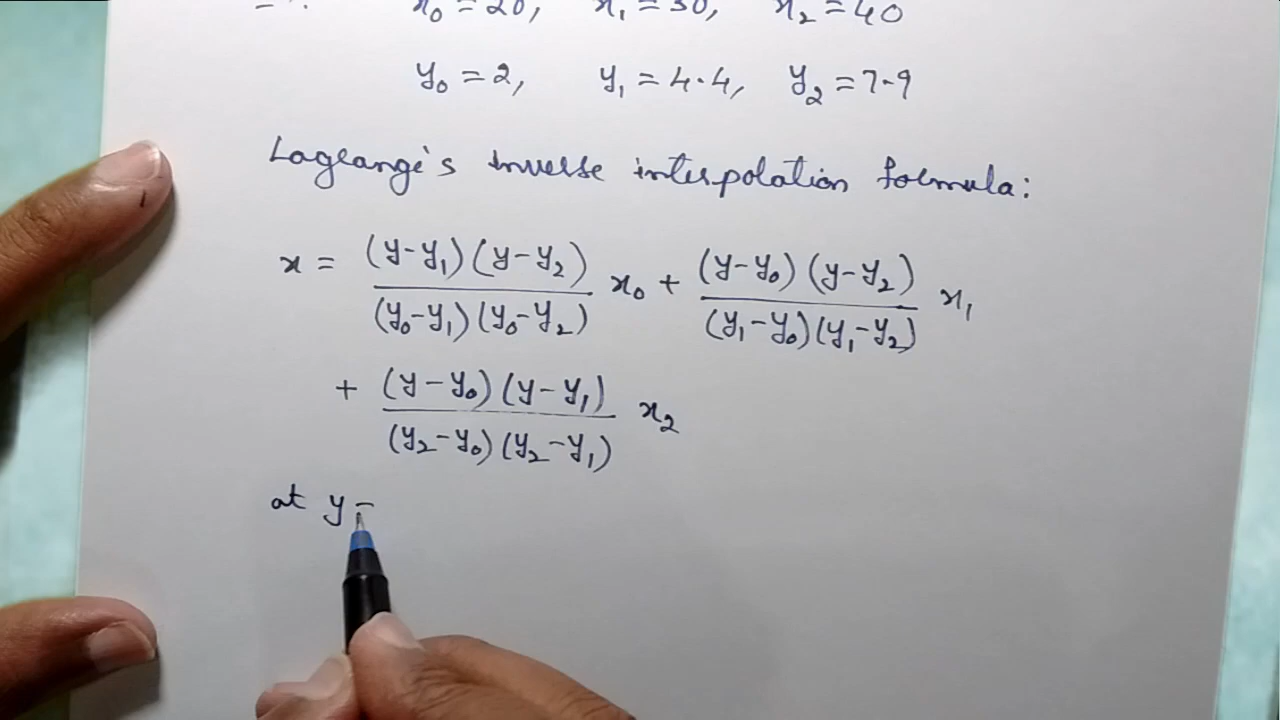 x₀ = 20, x₁ = 30, x₂ = 40
y₀ = 2, y₁ = 4.4, y₂ = 7.9
Lagrange's Inverse interpolation formula:
x = (y-y₁)(y-y₂)/(y₀-y₁)(y₀-y₂) x₀ + (y-y₀)(y-y₂)/(y₁-y₀)(y₁-y₂) x₁
+ (y-y₀)(y-y₁)/(y₂-y₀)(y₂-y₁) x₂
at y -